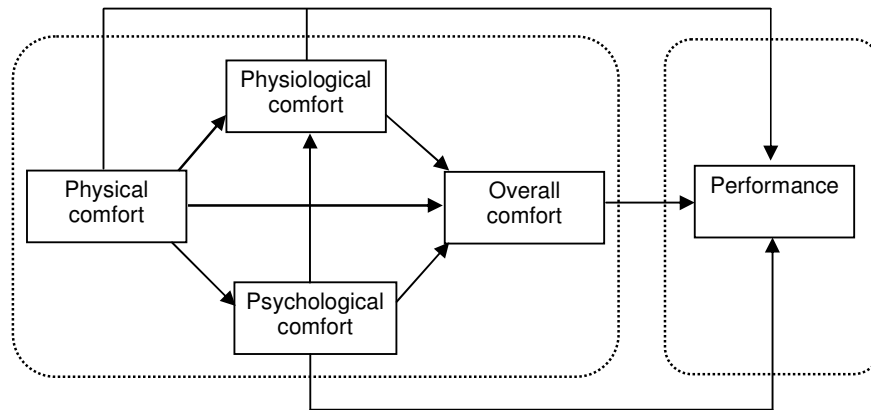 Physiological
comfort
Physical
comfort
Overall
comfort
Performance
Psychological
comfort